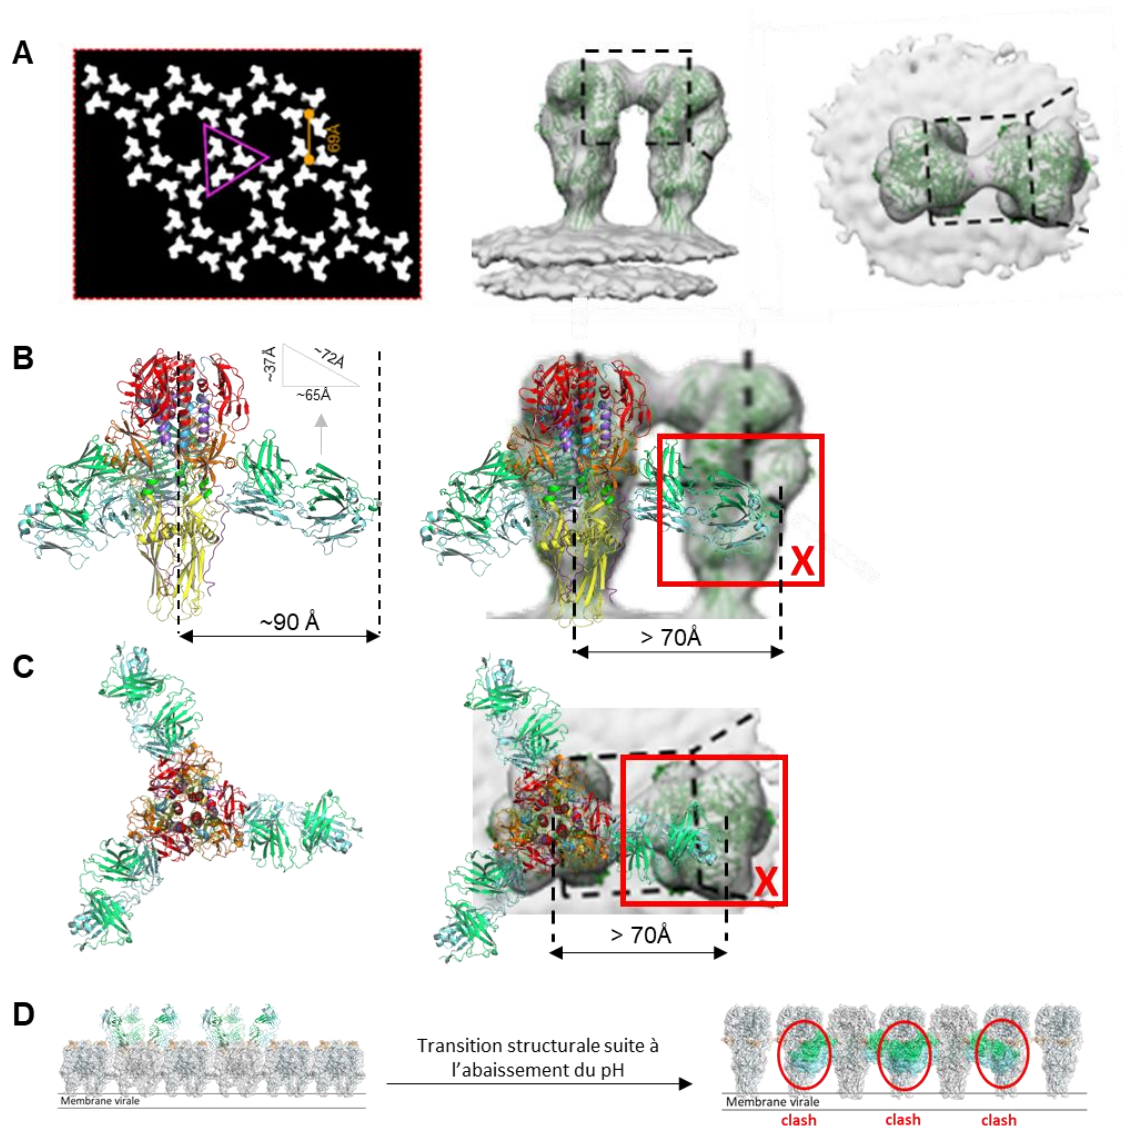 A
69Å
B
~37Å
~72Å
~65Å
~90 Å
X
> 70Å
C
X
> 70Å
D
Transition structurale suite à
l'abaissement du pH
Membrane virale
Membrane virale
clash
clash
clash